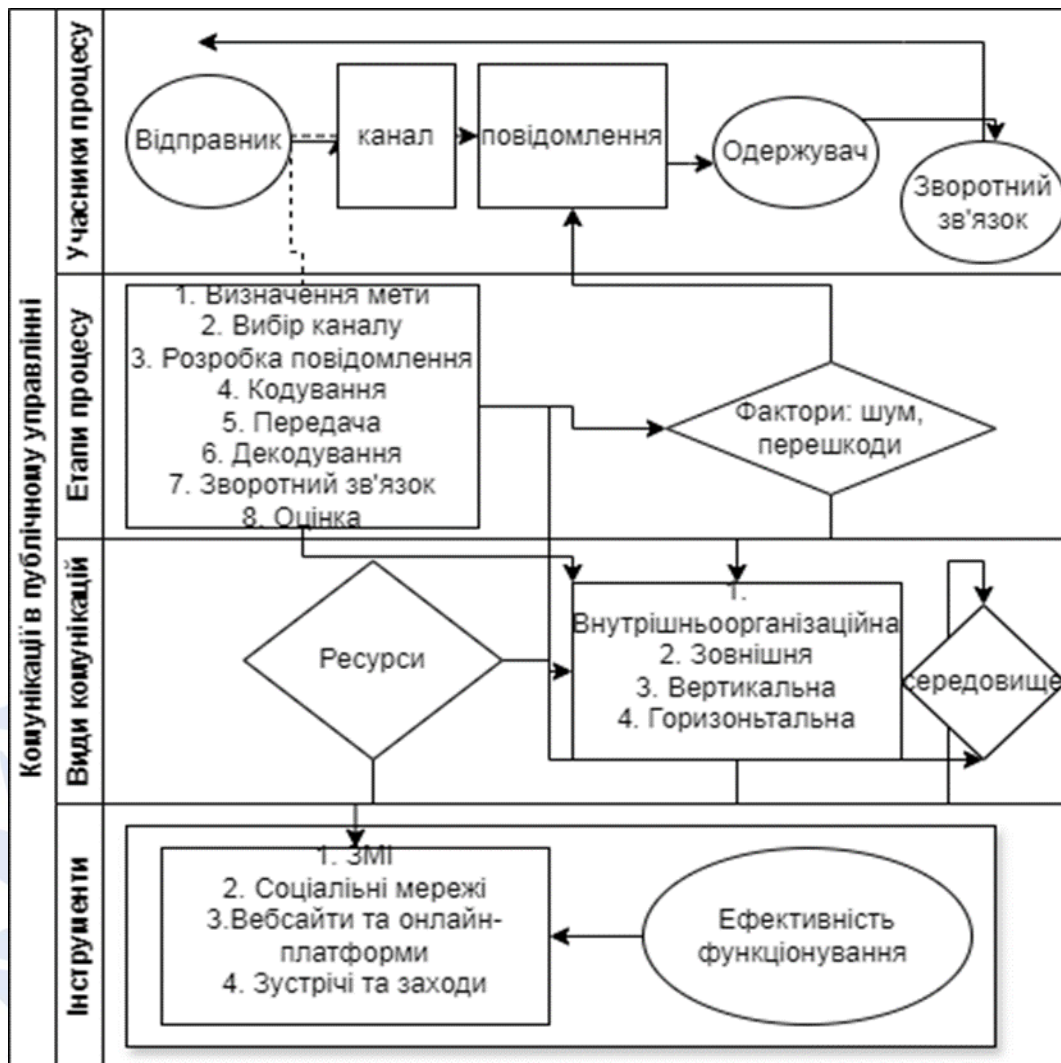 Комунікації в публічному управлінні
Учасники процесу
Відправник
канал
повідомлення
Одержувач
Зворотний
зв'язок
Етапи процесу
1. Визначення мети
2. Вибір каналу
3. Розробка повідомлення
4. Кодування
5. Передача
6. Декодування
7. Зворотний зв'язок
8. Оцінка
Фактори: шум,
перешкоди
Види комунікацій
Ресурси
1.
Внутрішньоорганізаційна
2. Зовнішня
3. Вертикальна
4. Горизоньтальна
середовище
Інструменти
1. ЗМІ
2. Соціалільні мережі
3.Вебсайти та онлайн-
платформи
4. Зустрічі та заходи
Ефективність
функціонування